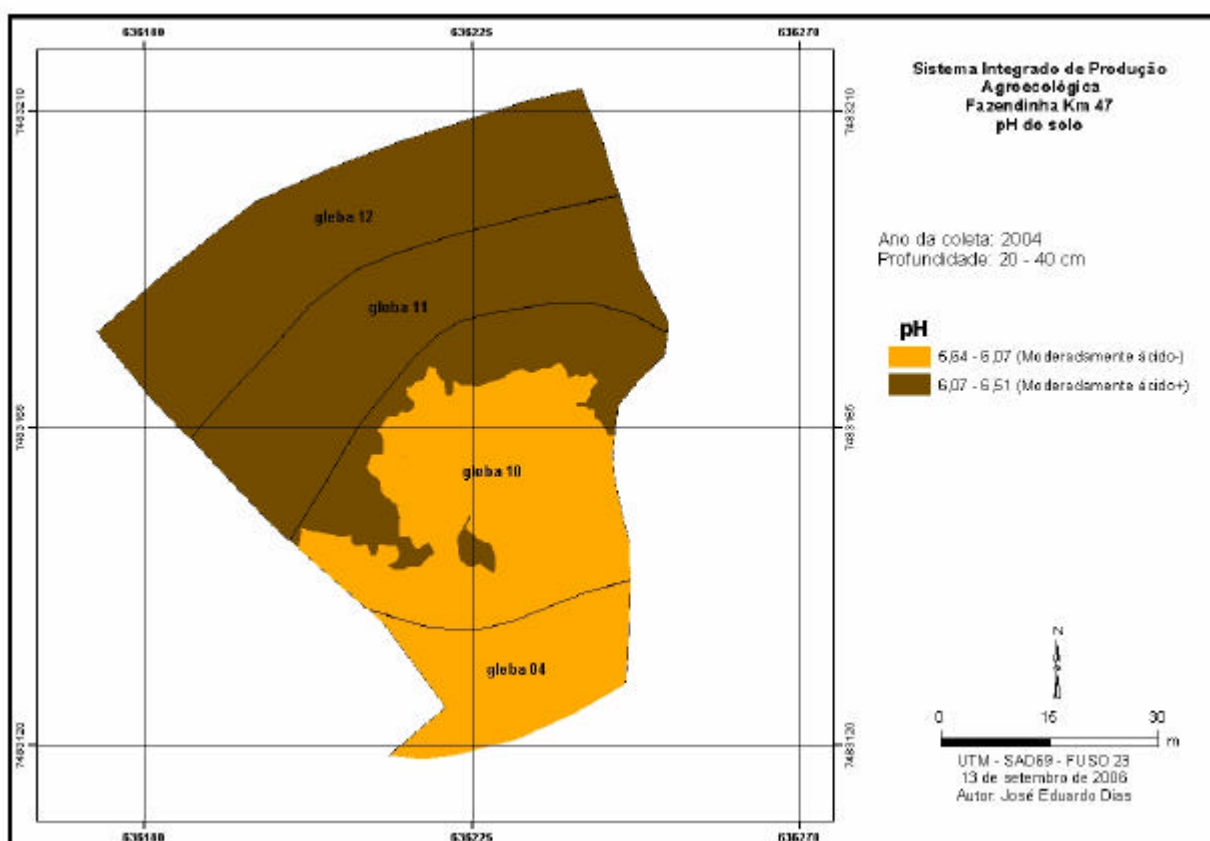 636180 636225 636270
Sistema Integrado de Produção
Agroecológica
Fazendinha Km 47
pH do solo
7483210 7483210
gleba 12
Ano da coleta: 2004
Profundidade: 20 - 40 cm
gleba 11
pH
5,64 - 6,07 (Moderadamente ácido-)
6,07 - 6,51 (Moderadamente ácido+)
7483165 7483165
gleba 10
N
gleba 04
0 15 30
m
7483120 7483120
UTM - SAD69 - FUSO 23
13 de setembro de 2006
Autor: José Eduardo Dias
636180 636225 636270